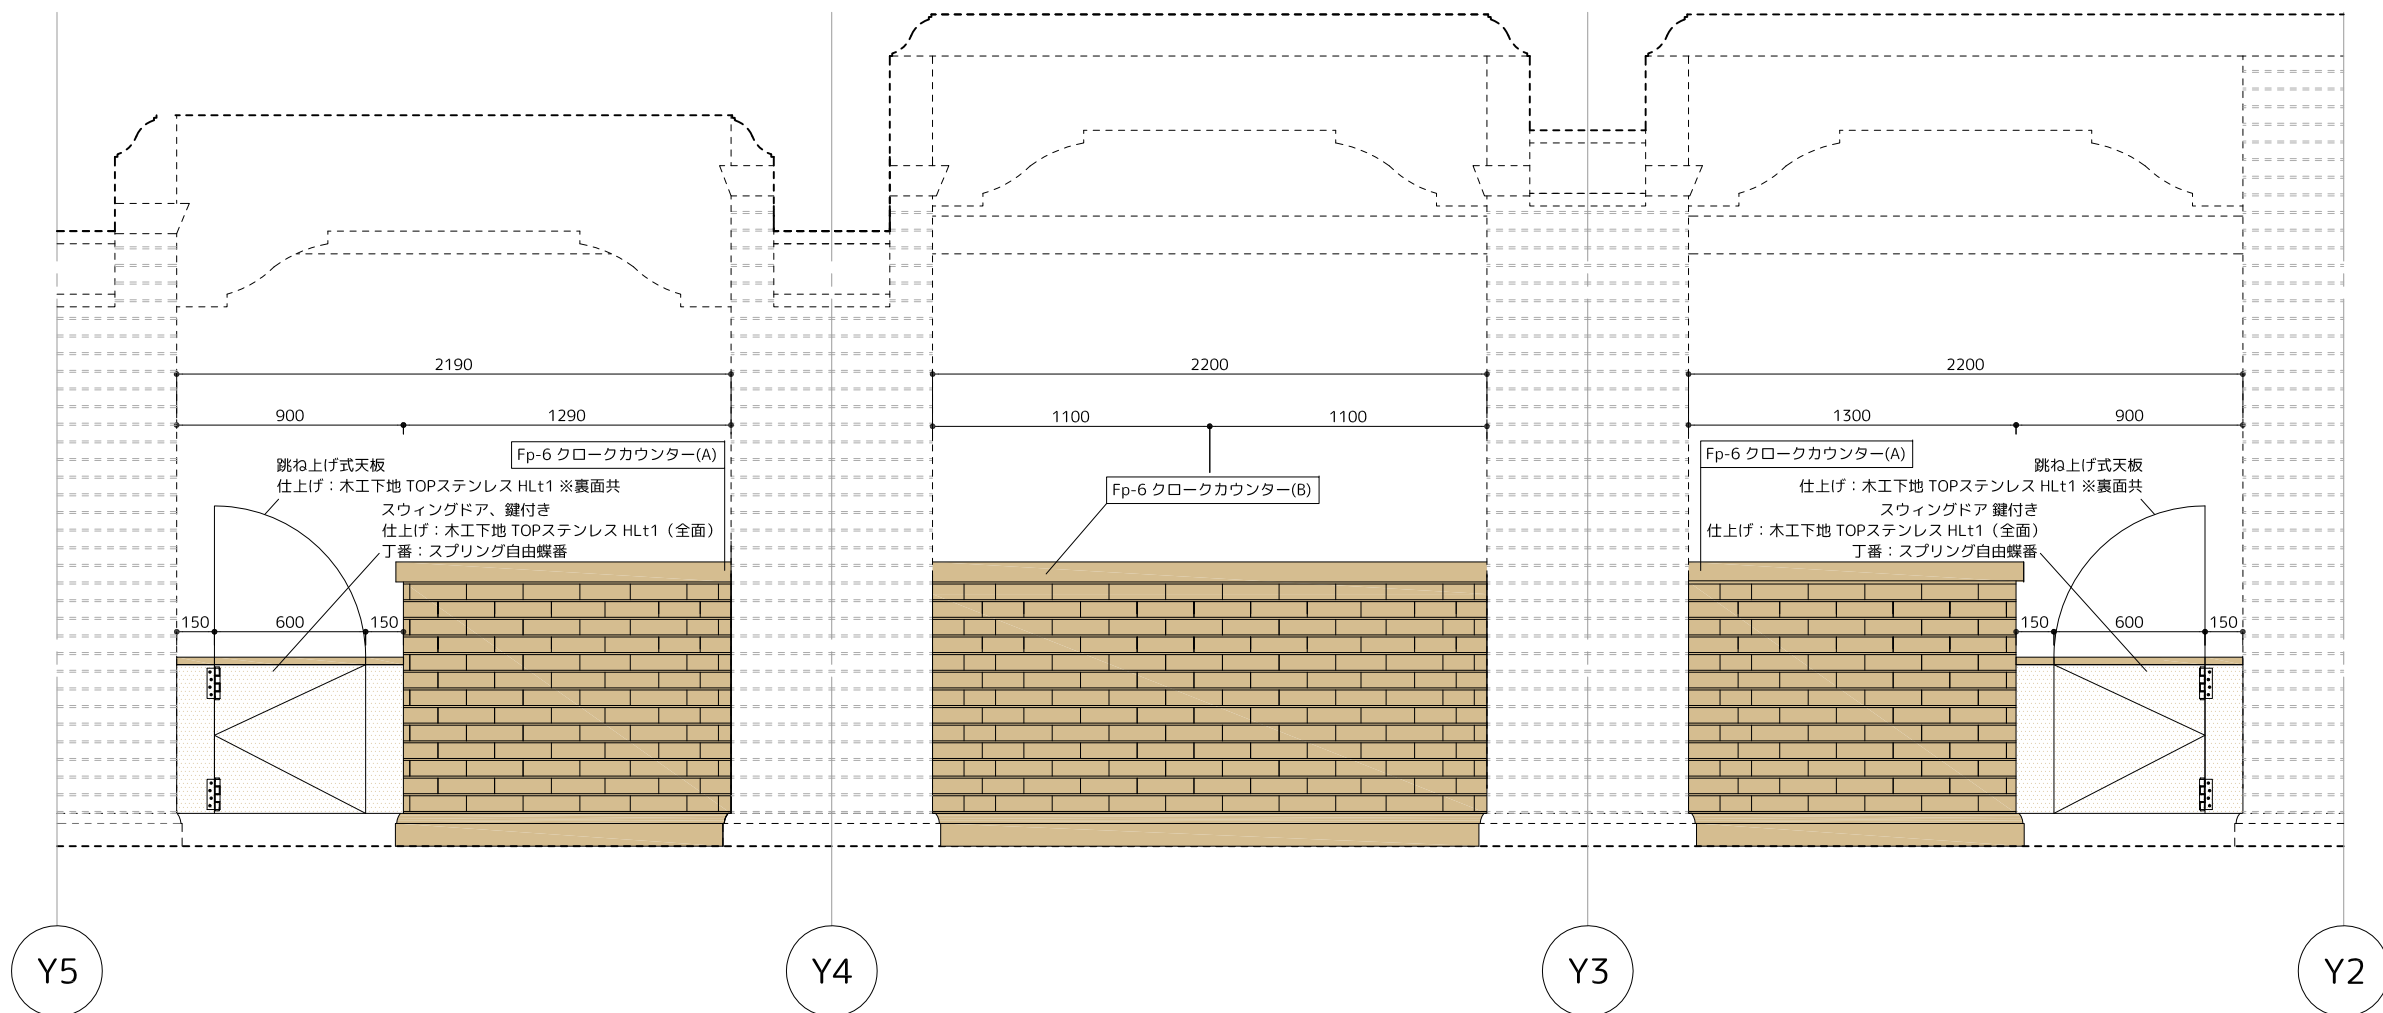 2190
2200
2200
900
1290
1100
1100
1300
900
Fp-6 クロークカウンター(A)
跳ね上げ式天板
仕上げ：木工下地 TOPステンレス HLt1 ※裏面共
スウィングドア、鍵付き
仕上げ：木工下地 TOPステンレス HLt1（全面）
丁番：スプリング自由蝶番
Fp-6 クロークカウンター(B)
Fp-6 クロークカウンター(A)
跳ね上げ式天板
仕上げ：木工下地 TOPステンレス HLt1 ※裏面共
スウィングドア 鍵付き
仕上げ：木工下地 TOPステンレス HLt1（全面）
丁番：スプリング自由蝶番
150
600
150
150
600
150
Y5
Y4
Y3
Y2